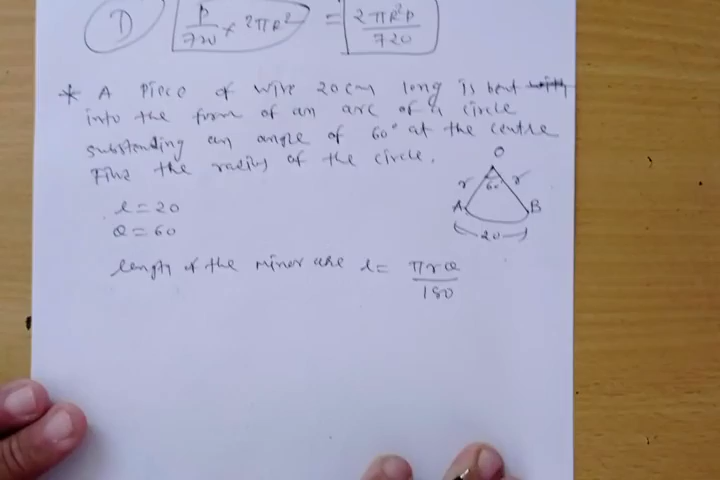 D) P/720 × 2πR² = 2πR²P/720
* A piece of wire 20cm long is bent with
into the form of an arc of a circle
substanding an angle of 60° at the centre
Find the radius of the circle.
O
r 60 r
A B
20
l = 20
θ = 60
length of the minor arc l = πrθ/180